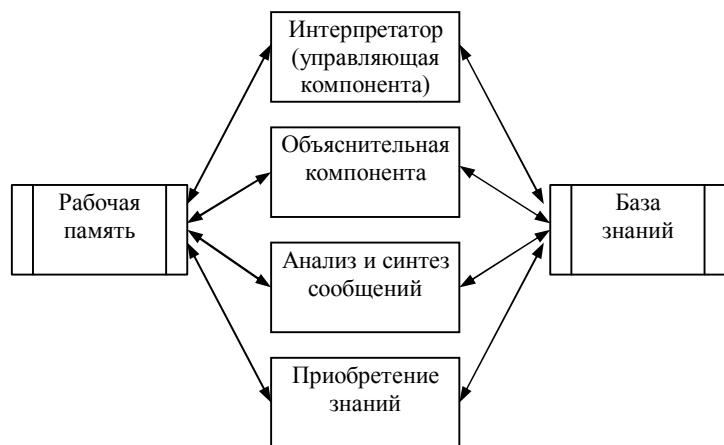 Интерпретатор
(управляющая
компонента)
Объяснительная
компонента
Рабочая
память
База
знаний
Анализ и синтез
сообщений
Приобретение
знаний